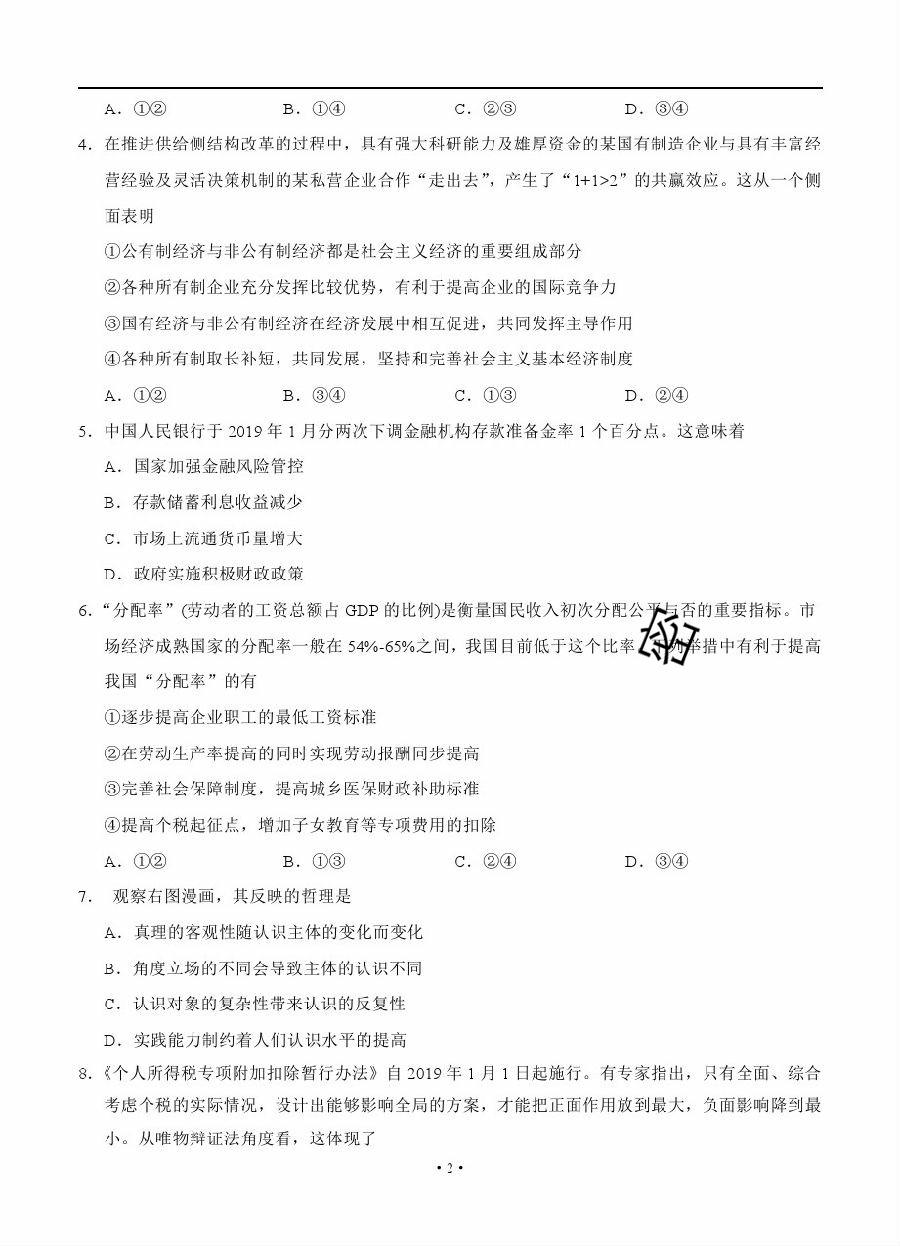 A．①② B．①④ C．②③ D．③④
4．在推进供给侧结构改革的过程中，具有强大科研能力及雄厚资金的某国有制造企业与具有丰富经
营经验及灵活决策机制的某私营企业合作“走出去”，产生了“1+1>2”的共赢效应。这从一个侧
面表明
①公有制经济与非公有制经济都是社会主义经济的重要组成部分
②各种所有制企业充分发挥比较优势，有利于提高企业的国际竞争力
③国有经济与非公有制经济在经济发展中相互促进，共同发挥主导作用
④各种所有制取长补短，共同发展，坚持和完善社会主义基本经济制度
A．①② B．③④ C．①③ D．②④
5．中国人民银行于 2019 年 1 月分两次下调金融机构存款准备金率 1 个百分点。这意味着
A．国家加强金融风险管控
B．存款储蓄利息收益减少
C．市场上流通货币量增大
D．政府实施积极财政政策
6．“分配率”(劳动者的工资总额占 GDP 的比例)是衡量国民收入初次分配公平与否的重要指标。市
场经济成熟国家的分配率一般在 54%-65%之间，我国目前低于这个比率 列举措中有利于提高
我国“分配率”的有
①逐步提高企业职工的最低工资标准
②在劳动生产率提高的同时实现劳动报酬同步提高
③完善社会保障制度，提高城乡医保财政补助标准
④提高个税起征点，增加子女教育等专项费用的扣除
A．①② B．①③ C．②④ D．③④
7． 观察右图漫画，其反映的哲理是
A．真理的客观性随认识主体的变化而变化
B．角度立场的不同会导致主体的认识不同
C．认识对象的复杂性带来认识的反复性
D．实践能力制约着人们认识水平的提高
8．《个人所得税专项附加扣除暂行办法》自 2019 年 1 月 1 日起施行。有专家指出，只有全面、综合
考虑个税的实际情况，设计出能够影响全局的方案，才能把正面作用放到最大，负面影响降到最
小。从唯物辩证法角度看，这体现了
• 2 •
密